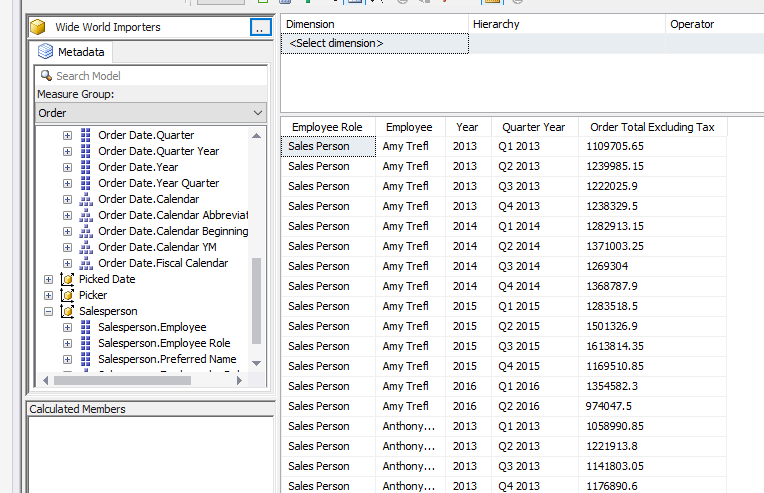 Wide World Importers
..
Metadata
Search Model
Measure Group:
Order
Order Date.Quarter
Order Date.Quarter Year
Order Date.Year
Order Date.Year Quarter
Order Date.Calendar
Order Date.Calendar Abbreviat
Order Date.Calendar Beginning
Order Date.Calendar YM
Order Date.Fiscal Calendar
Picked Date
Picker
Salesperson
Salesperson.Employee
Salesperson.Employee Role
Salesperson.Preferred Name
Calculated Members
Dimension Hierarchy Operator
<Select dimension>
Employee Role Employee Year Quarter Year Order Total Excluding Tax
Sales Person Amy Trefl 2013 Q1 2013 1109705.65
Sales Person Amy Trefl 2013 Q2 2013 1239985.15
Sales Person Amy Trefl 2013 Q3 2013 1222025.9
Sales Person Amy Trefl 2013 Q4 2013 1238329.5
Sales Person Amy Trefl 2014 Q1 2014 1282913.15
Sales Person Amy Trefl 2014 Q2 2014 1371003.25
Sales Person Amy Trefl 2014 Q3 2014 1269304
Sales Person Amy Trefl 2014 Q4 2014 1368787.9
Sales Person Amy Trefl 2015 Q1 2015 1283518.5
Sales Person Amy Trefl 2015 Q2 2015 1501326.9
Sales Person Amy Trefl 2015 Q3 2015 1613814.35
Sales Person Amy Trefl 2015 Q4 2015 1169510.85
Sales Person Amy Trefl 2016 Q1 2016 1354582.3
Sales Person Amy Trefl 2016 Q2 2016 974047.5
Sales Person Anthony... 2013 Q1 2013 1058990.85
Sales Person Anthony... 2013 Q2 2013 1221913.8
Sales Person Anthony... 2013 Q3 2013 1141803.05
Sales Person Anthony... 2013 Q4 2013 1176890.6